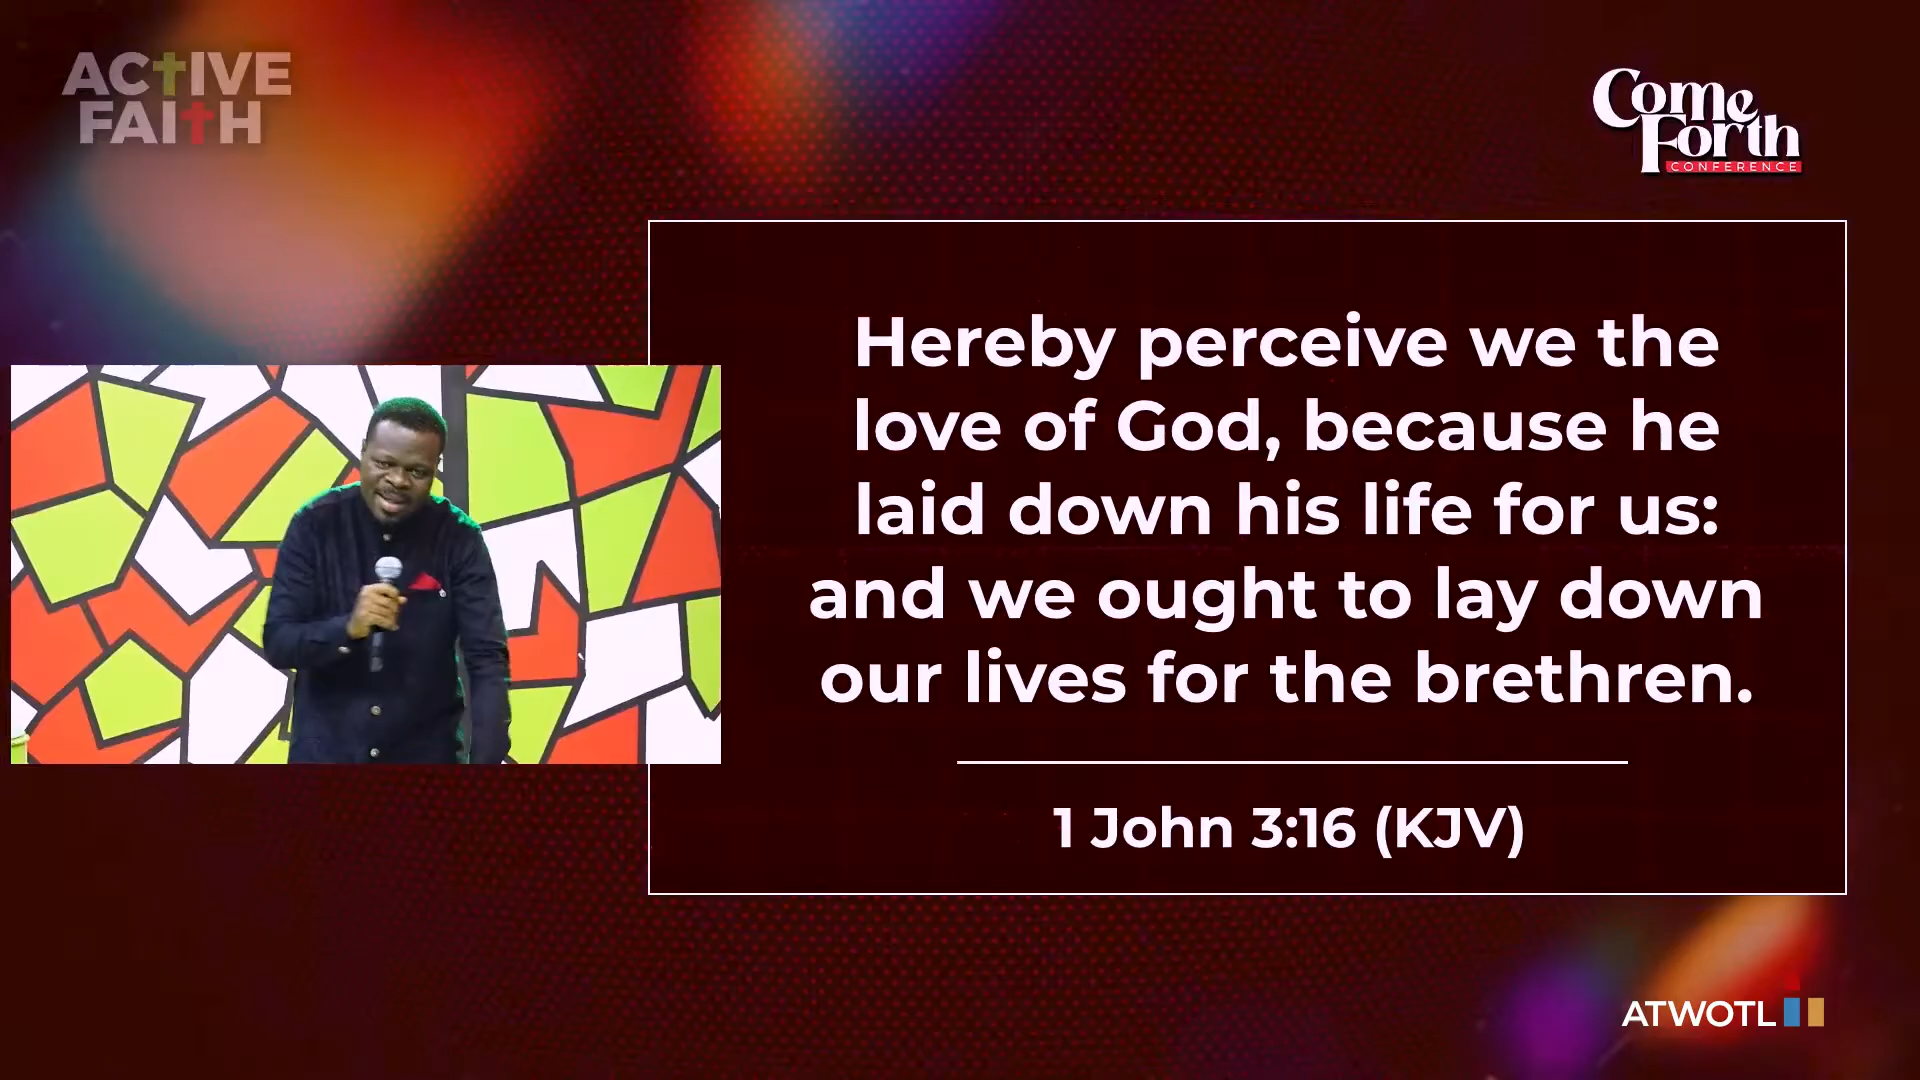 ACTIVE
FAITH
Come
Forth
CONFERENCE
Hereby perceive we the
love of God, because he
laid down his life for us:
and we ought to lay down
our lives for the brethren.
1 John 3:16 (KJV)
ATWOTL